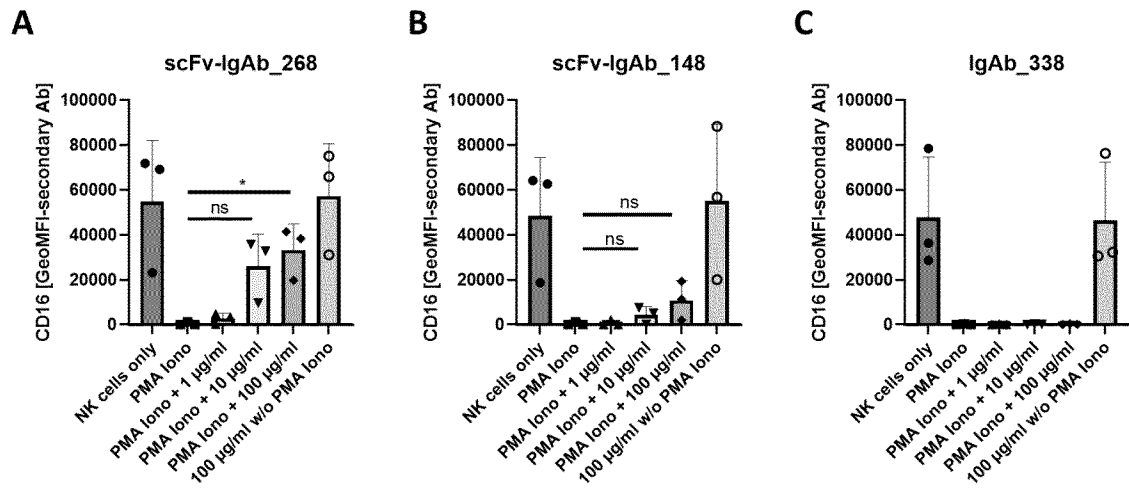 A
scFv-IgAb_268
CD16 [GeoMFI-secondary Ab]
100000
80000
60000
40000
20000
0
*
ns
NK cells only
PMA Iono
PMA Iono + 1 µg/ml
PMA Iono + 10 µg/ml
PMA Iono + 100 µg/ml
100 µg/ml w/o PMA Iono
B
scFv-IgAb_148
CD16 [GeoMFI-secondary Ab]
100000
80000
60000
40000
20000
0
ns
ns
NK cells only
PMA Iono
PMA Iono + 1 µg/ml
PMA Iono + 10 µg/ml
PMA Iono + 100 µg/ml
100 µg/ml w/o PMA Iono
C
IgAb_338
CD16 [GeoMFI-secondary Ab]
100000
80000
60000
40000
20000
0
NK cells only
PMA Iono
PMA Iono + 1 µg/ml
PMA Iono + 10 µg/ml
PMA Iono + 100 µg/ml
100 µg/ml w/o PMA Iono